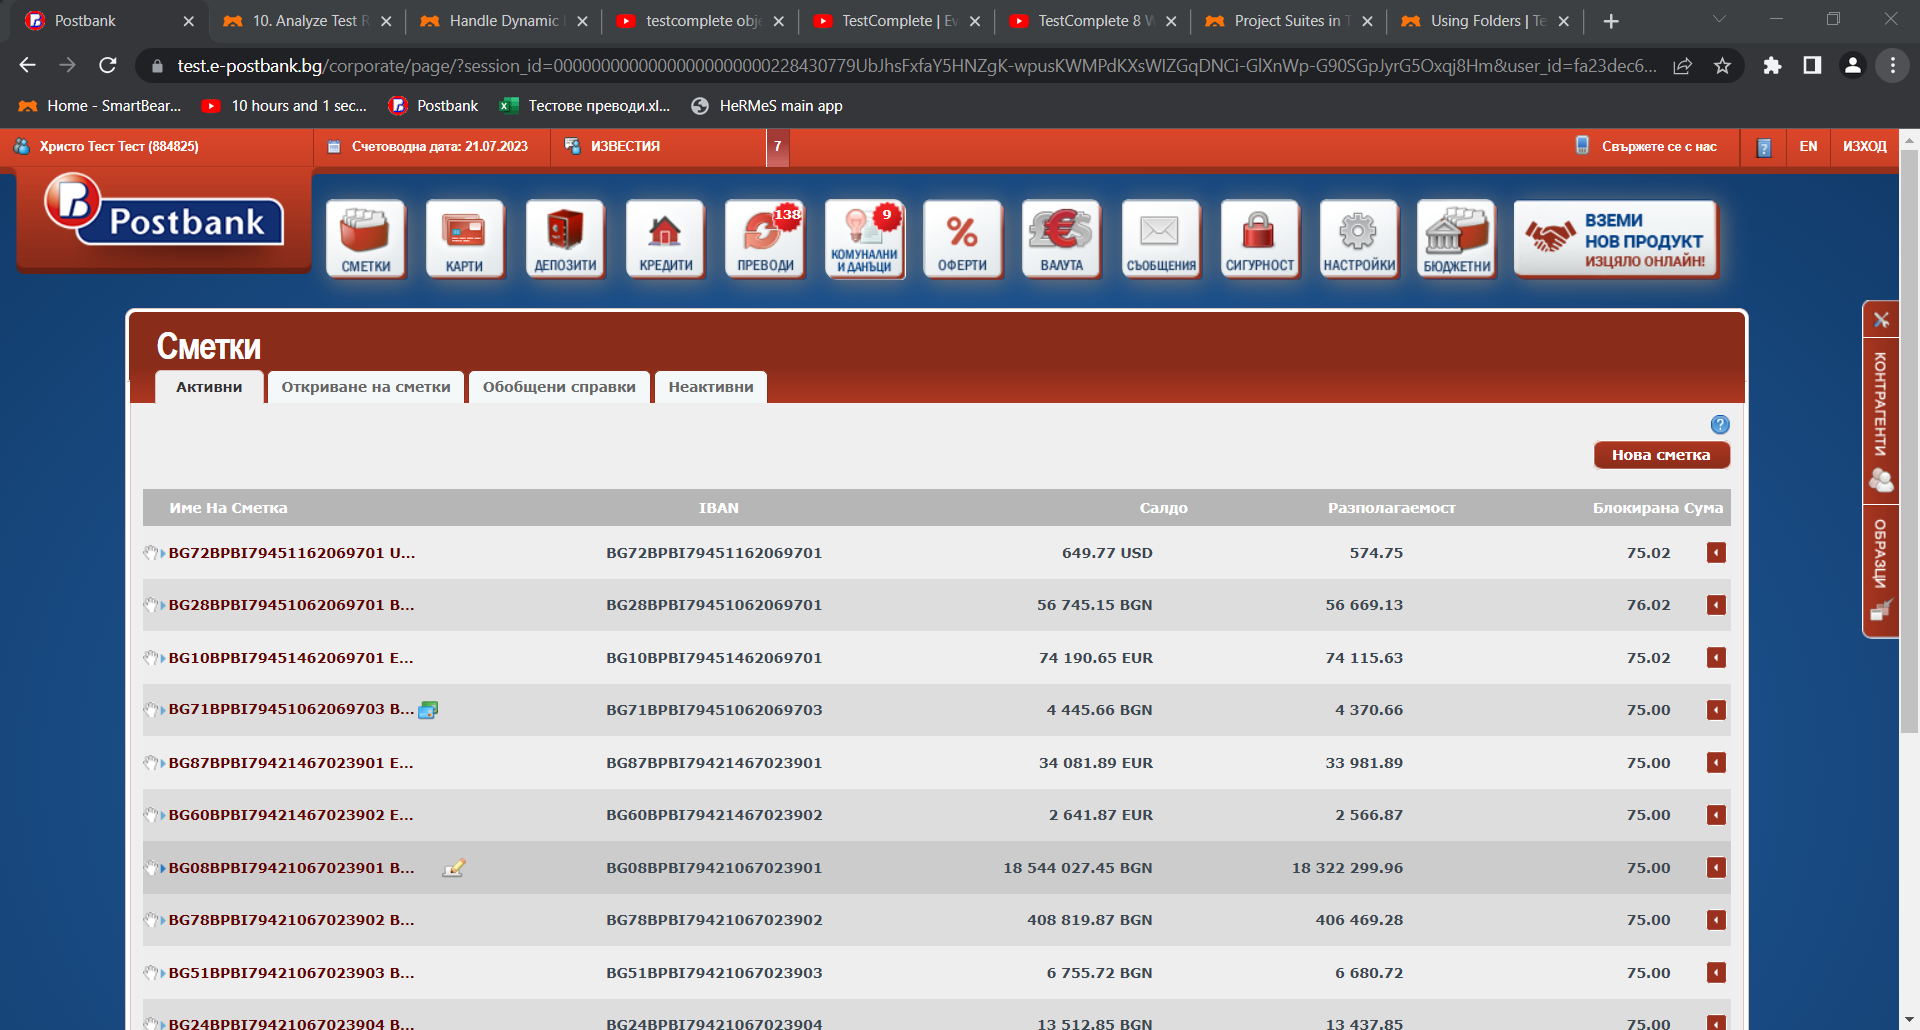 Postbank
10. Analyze Test R
Handle Dynamic
testcomplete obje
TestComplete | Ev
TestComplete 8 W
Project Suites in T
Using Folders | Te
test.e-postbank.bg/corporate/page/?session_id=
Home - SmartBear...
10 hours and 1 sec...
Postbank
Тестове преводи.xl...
HeRMeS main app
Христо Тест Тест (884825)
Счетоводна дата: 21.07.2023
ИЗВЕСТИЯ
7
Свържете се с нас
EN
ИЗХОД
Postbank
СМЕТКИ
КАРТИ
ДЕПОЗИТИ
КРЕДИТИ
138
ПРЕВОДИ
9
КОМУНАЛНИ
И ДАНЪЦИ
ОФЕРТИ
ВАЛУТА
СЪОБЩЕНИЯ
СИГУРНОСТ
НАСТРОЙКИ
БЮДЖЕТНИ
ВЗЕМИ
НОВ ПРОДУКТ
ИЗЦЯЛО ОНЛАЙН!
Сметки
Активни
Откриване на сметки
Обобщени справки
Неактивни
Нова сметка
КОНТРАГЕНТИ
ОБРАЗЦИ
Име На Сметка IBAN Салдо Разполагаемост Блокирана Сума
BG72BPBI79451162069701 U... BG72BPBI79451162069701 649.77 USD 574.75 75.02
BG28BPBI79451062069701 B... BG28BPBI79451062069701 56 745.15 BGN 56 669.13 76.02
BG10BPBI79451462069701 E... BG10BPBI79451462069701 74 190.65 EUR 74 115.63 75.02
BG71BPBI79451062069703 B... BG71BPBI79451062069703 4 445.66 BGN 4 370.66 75.00
BG87BPBI79421467023901 E... BG87BPBI79421467023901 34 081.89 EUR 33 981.89 75.00
BG60BPBI79421467023902 E... BG60BPBI79421467023902 2 641.87 EUR 2 566.87 75.00
BG08BPBI79421067023901 B... BG08BPBI79421067023901 18 544 027.45 BGN 18 322 299.96 75.00
BG78BPBI79421067023902 B... BG78BPBI79421067023902 408 819.87 BGN 406 469.28 75.00
BG51BPBI79421067023903 B... BG51BPBI79421067023903 6 755.72 BGN 6 680.72 75.00
BG24BPBI79421067023904 B... BG24BPBI79421067023904 13 512.85 BGN 13 437.85 75.00